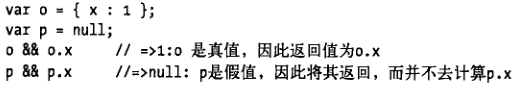 var o = { x : 1 };
var p = null;
o && o.x // =>1:o 是真值，因此返回值为o.x
p && p.x //=>null: p是假值，因此将其返回，而并不去计算p.x